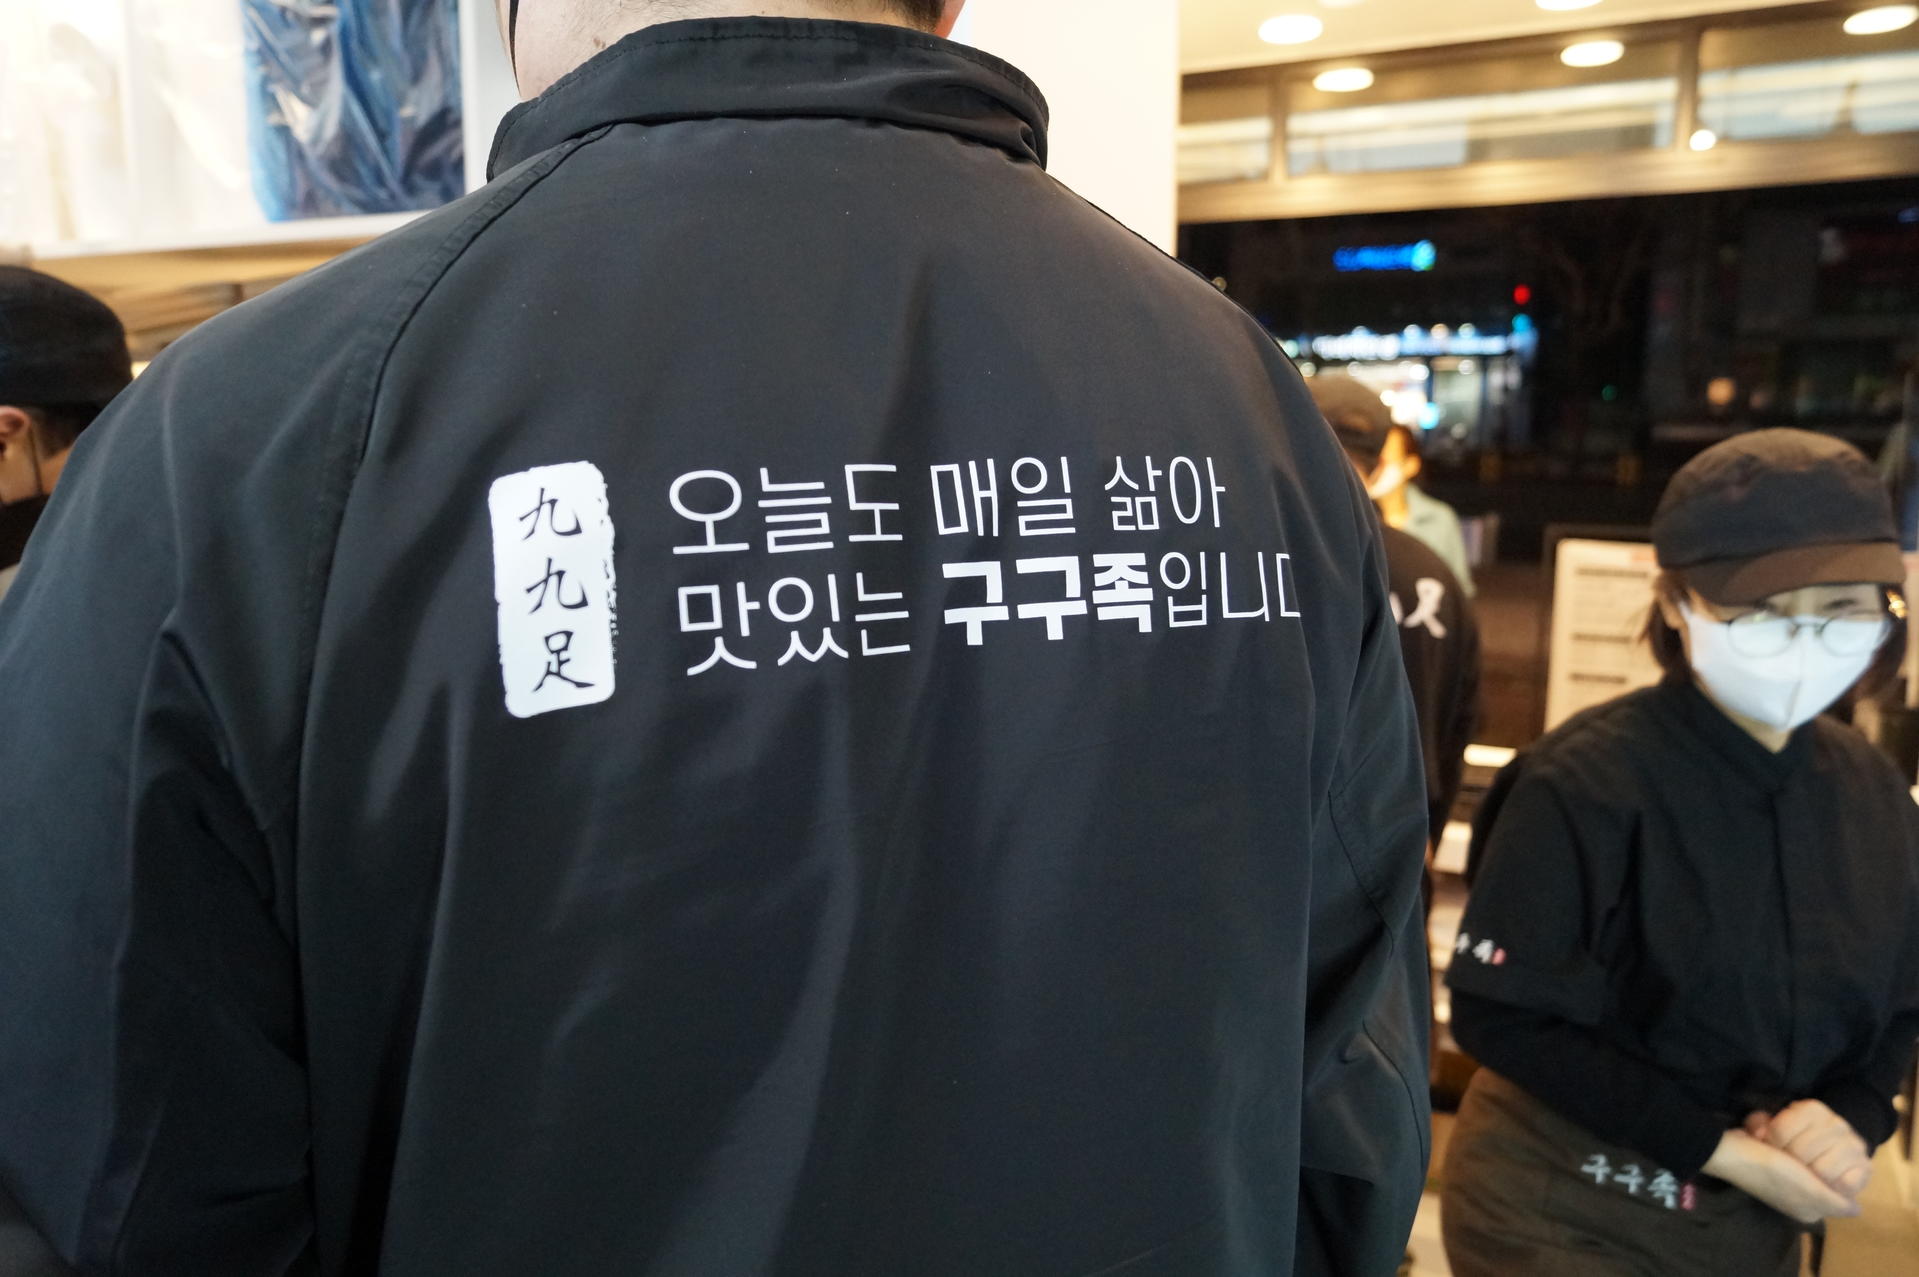 九九足
오늘도 매일 삶아
맛있는 구구족입니다
구구족